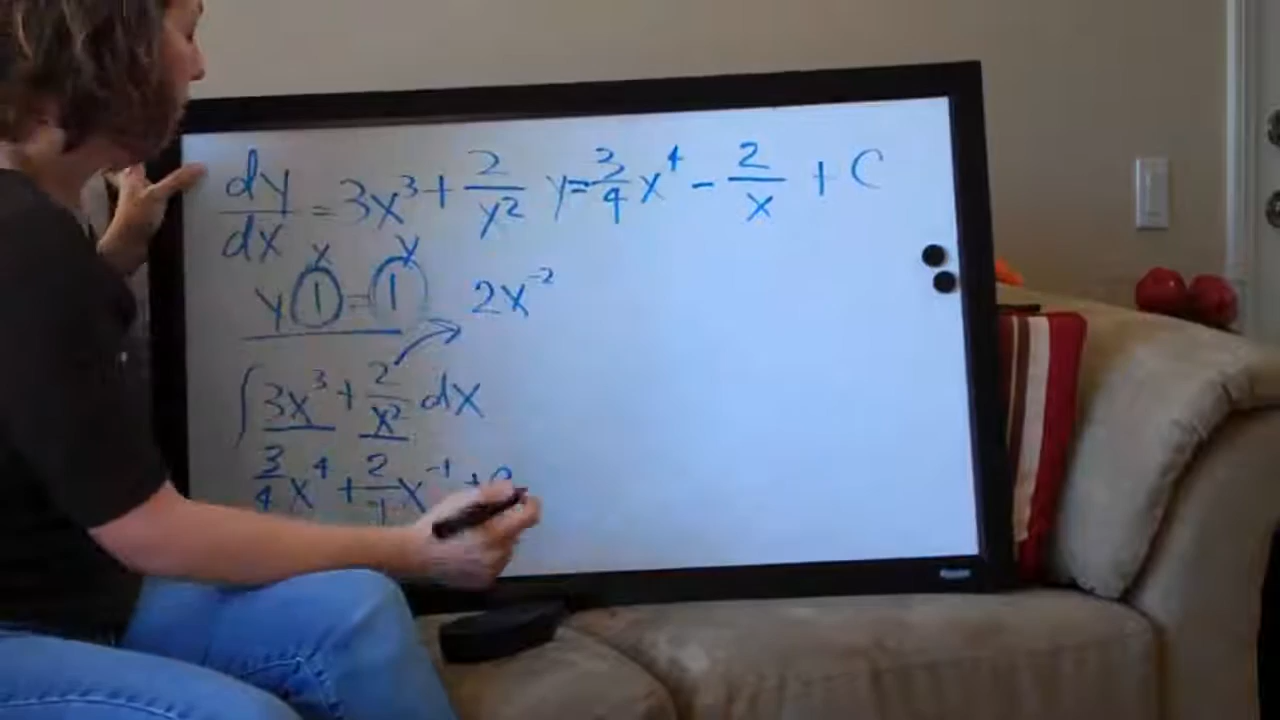 dy/dx = 3x³ + 2/x² y = 3/4 x⁴ - 2/x + C
x y
y(1) = 1 2x⁻²
∫ 3x³ + 2/x² dx
3/4 x⁴ + 2/-1 x⁻¹ + C